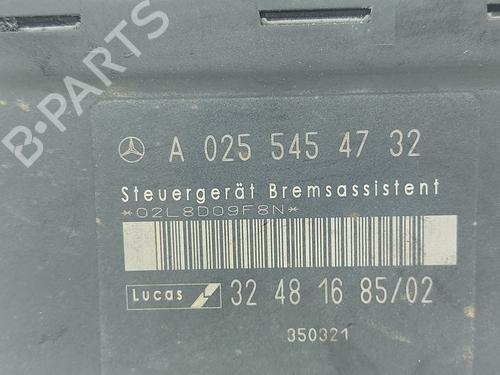 B-PARTS
A 025 545 47 32
Steuergerät Bremsassistent
*02L8D09F8N*
Lucas 32 48 16 85/02
350321